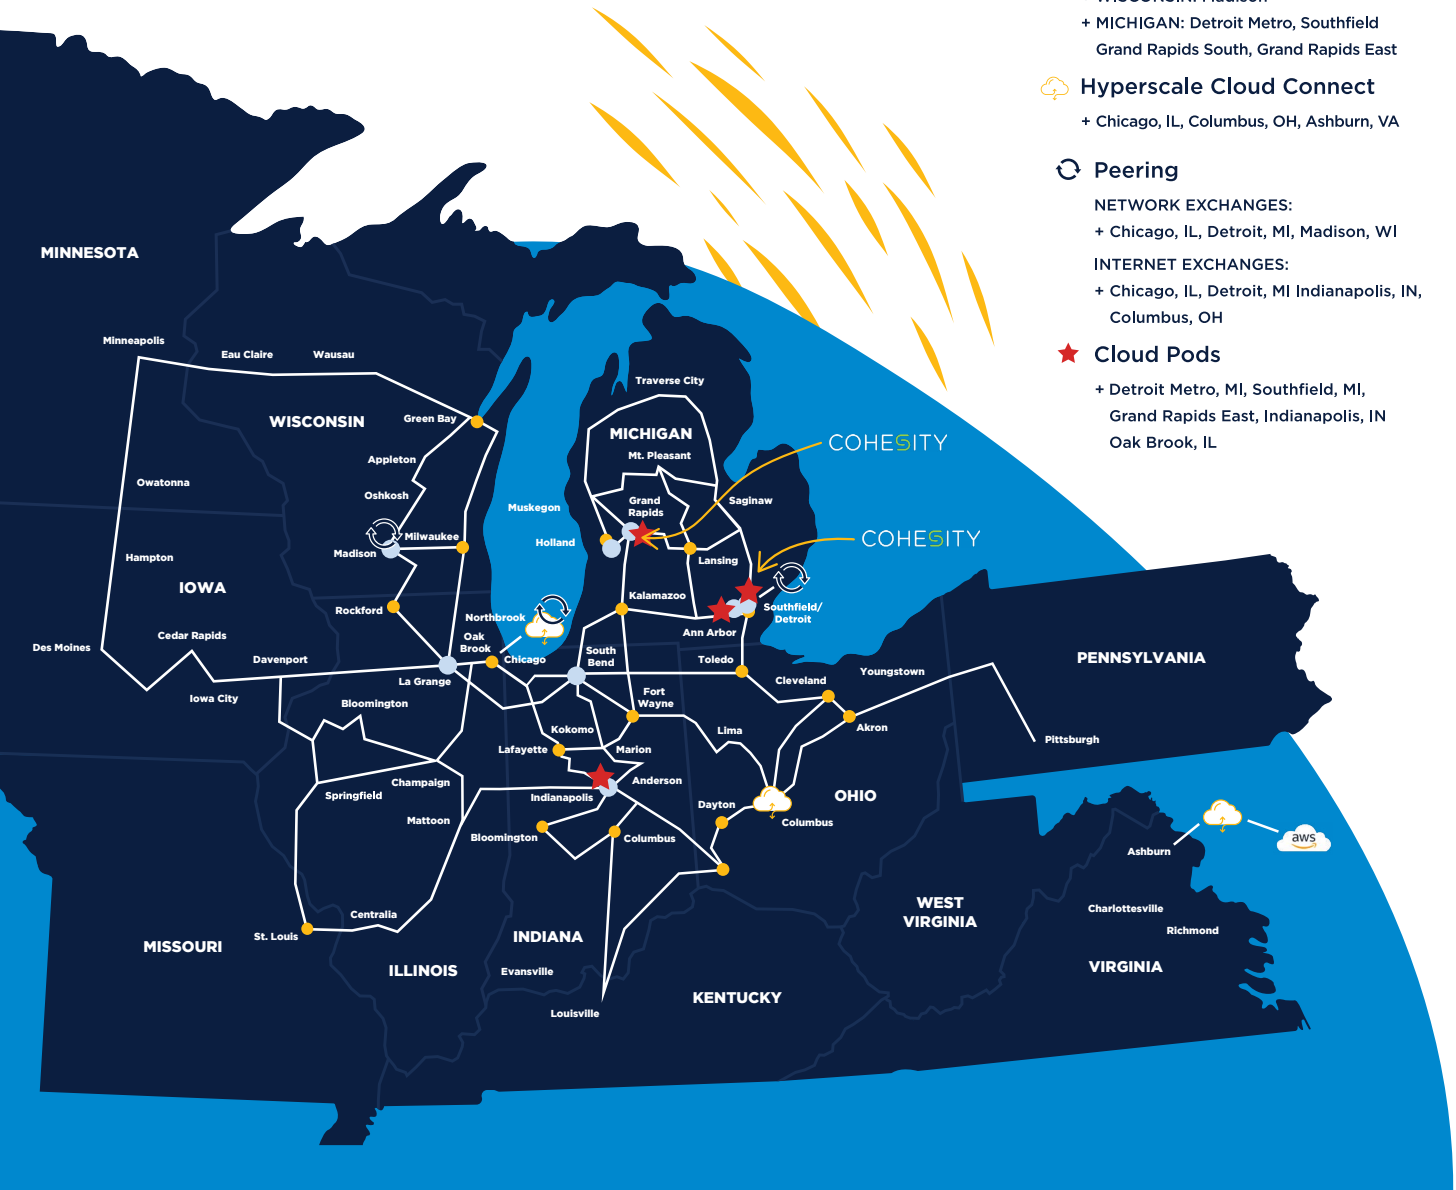 WISCONSIN: Madison
+ MICHIGAN: Detroit Metro, Southfield
Grand Rapids South, Grand Rapids East
Hyperscale Cloud Connect
+ Chicago, IL, Columbus, OH, Ashburn, VA
Peering
NETWORK EXCHANGES:
+ Chicago, IL, Detroit, MI, Madison, WI
INTERNET EXCHANGES:
+ Chicago, IL, Detroit, MI Indianapolis, IN,
Columbus, OH
Cloud Pods
+ Detroit Metro, MI, Southfield, MI,
Grand Rapids East, Indianapolis, IN
Oak Brook, IL
MINNESOTA
Minneapolis
Eau Claire
Wausau
Traverse City
WISCONSIN
Green Bay
MICHIGAN
COHESITY
Mt. Pleasant
Appleton
Owatonna
Oshkosh
Grand
Rapids
Saginaw
Muskegon
Milwaukee
Holland
COHESITY
Madison
Hampton
Lansing
IOWA
Kalamazoo
Rockford
Northbrook
Southfield/
Detroit
Ann Arbor
Cedar Rapids
Oak
Brook
Des Moines
South
Bend
Davenport
Chicago
Toledo
PENNSYLVANIA
Youngstown
La Grange
Cleveland
Iowa City
Fort
Wayne
Bloomington
Kokomo
Lima
Akron
Pittsburgh
Lafayette
Marion
Champaign
Anderson
Springfield
Indianapolis
OHIO
Dayton
Mattoon
Columbus
Bloomington
Columbus
aws
Ashburn
WEST
VIRGINIA
Charlottesville
Centralia
Richmond
St. Louis
INDIANA
MISSOURI
ILLINOIS
Evansville
VIRGINIA
KENTUCKY
Louisville